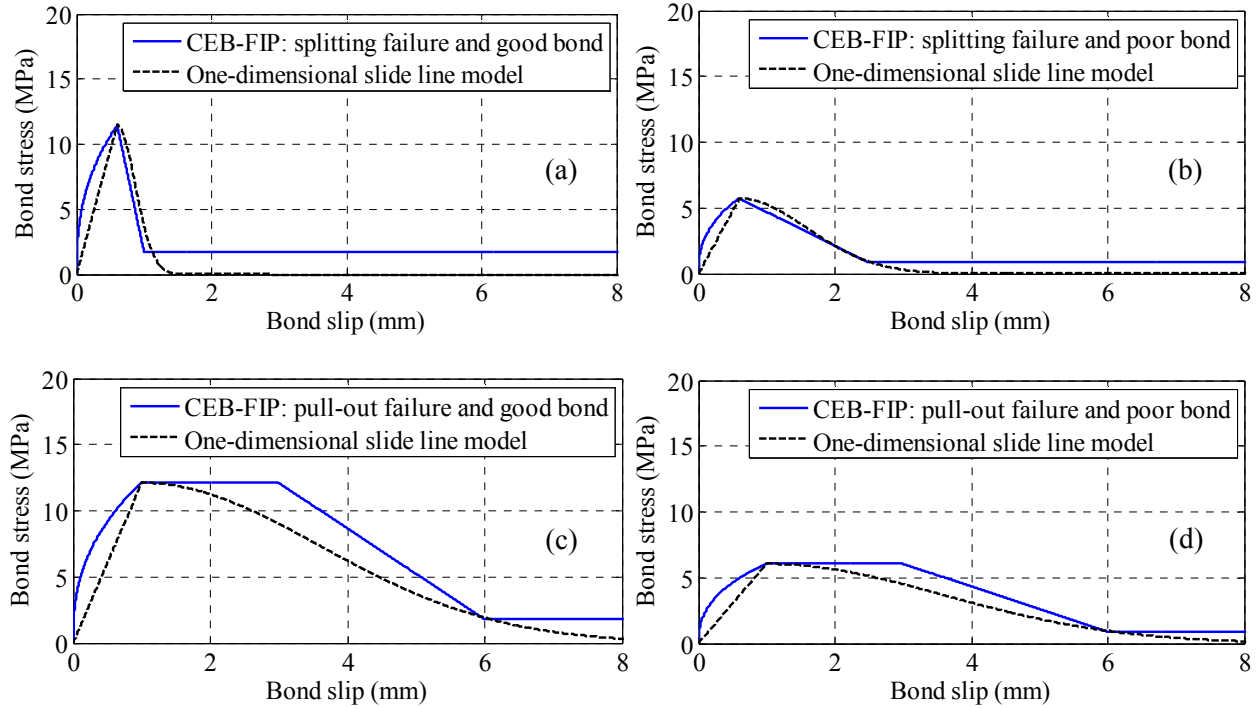 CEB-FIP: splitting failure and good bond
One-dimensional slide line model
Bond stress (MPa)
20
15
10
5
0
(a)
0 2 4 6 8
Bond slip (mm)
CEB-FIP: splitting failure and poor bond
One-dimensional slide line model
Bond stress (MPa)
20
15
10
5
0
(b)
0 2 4 6 8
Bond slip (mm)
CEB-FIP: pull-out failure and good bond
One-dimensional slide line model
Bond stress (MPa)
20
15
10
5
0
(c)
0 2 4 6 8
Bond slip (mm)
CEB-FIP: pull-out failure and poor bond
One-dimensional slide line model
Bond stress (MPa)
20
15
10
5
0
(d)
0 2 4 6 8
Bond slip (mm)